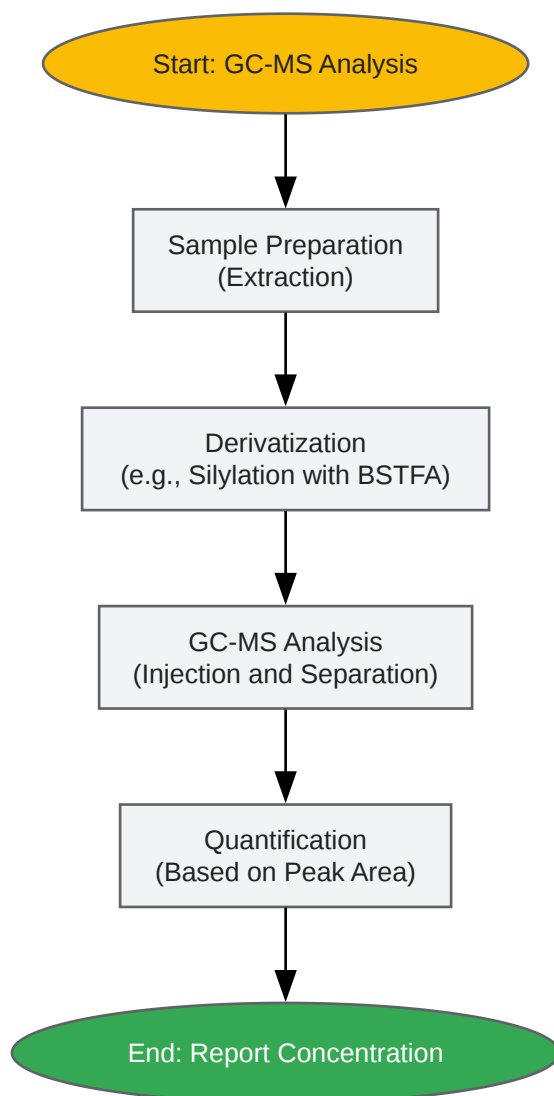 Start: GC-MS Analysis
Sample Preparation
(Extraction)
Derivatization
(e.g., Silylation with BSTFA)
GC-MS Analysis
(Injection and Separation)
Quantification
(Based on Peak Area)
End: Report Concentration